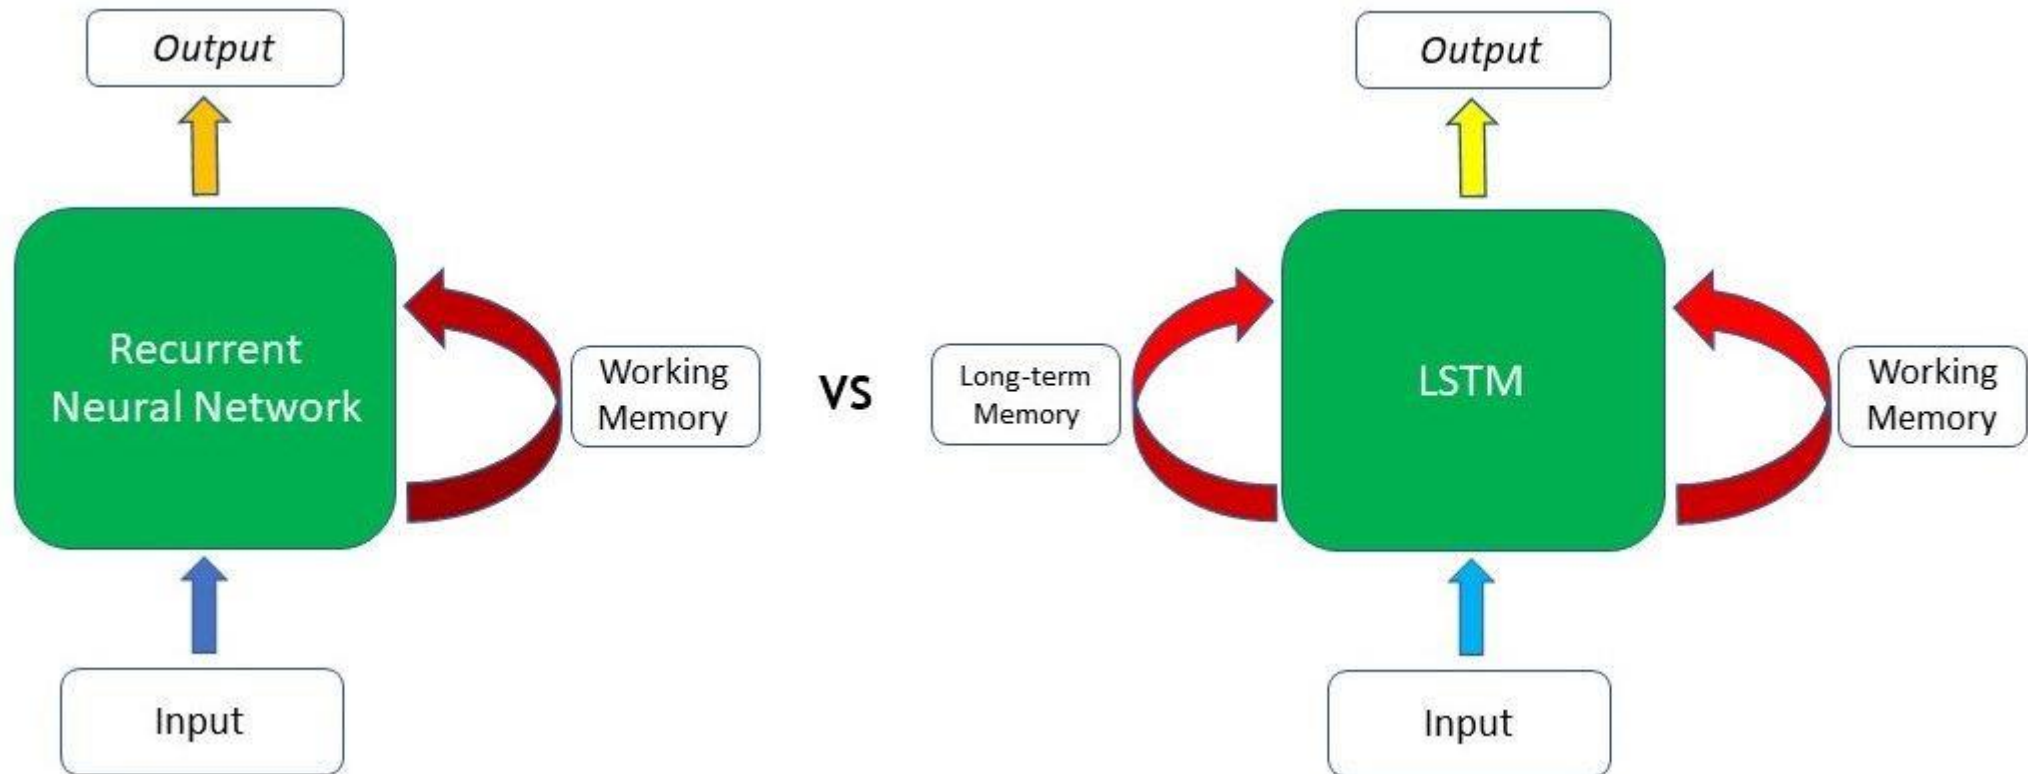 Output
Recurrent
Neural Network
Working
Memory
Input
VS
Output
Long-term
Memory
LSTM
Working
Memory
Input